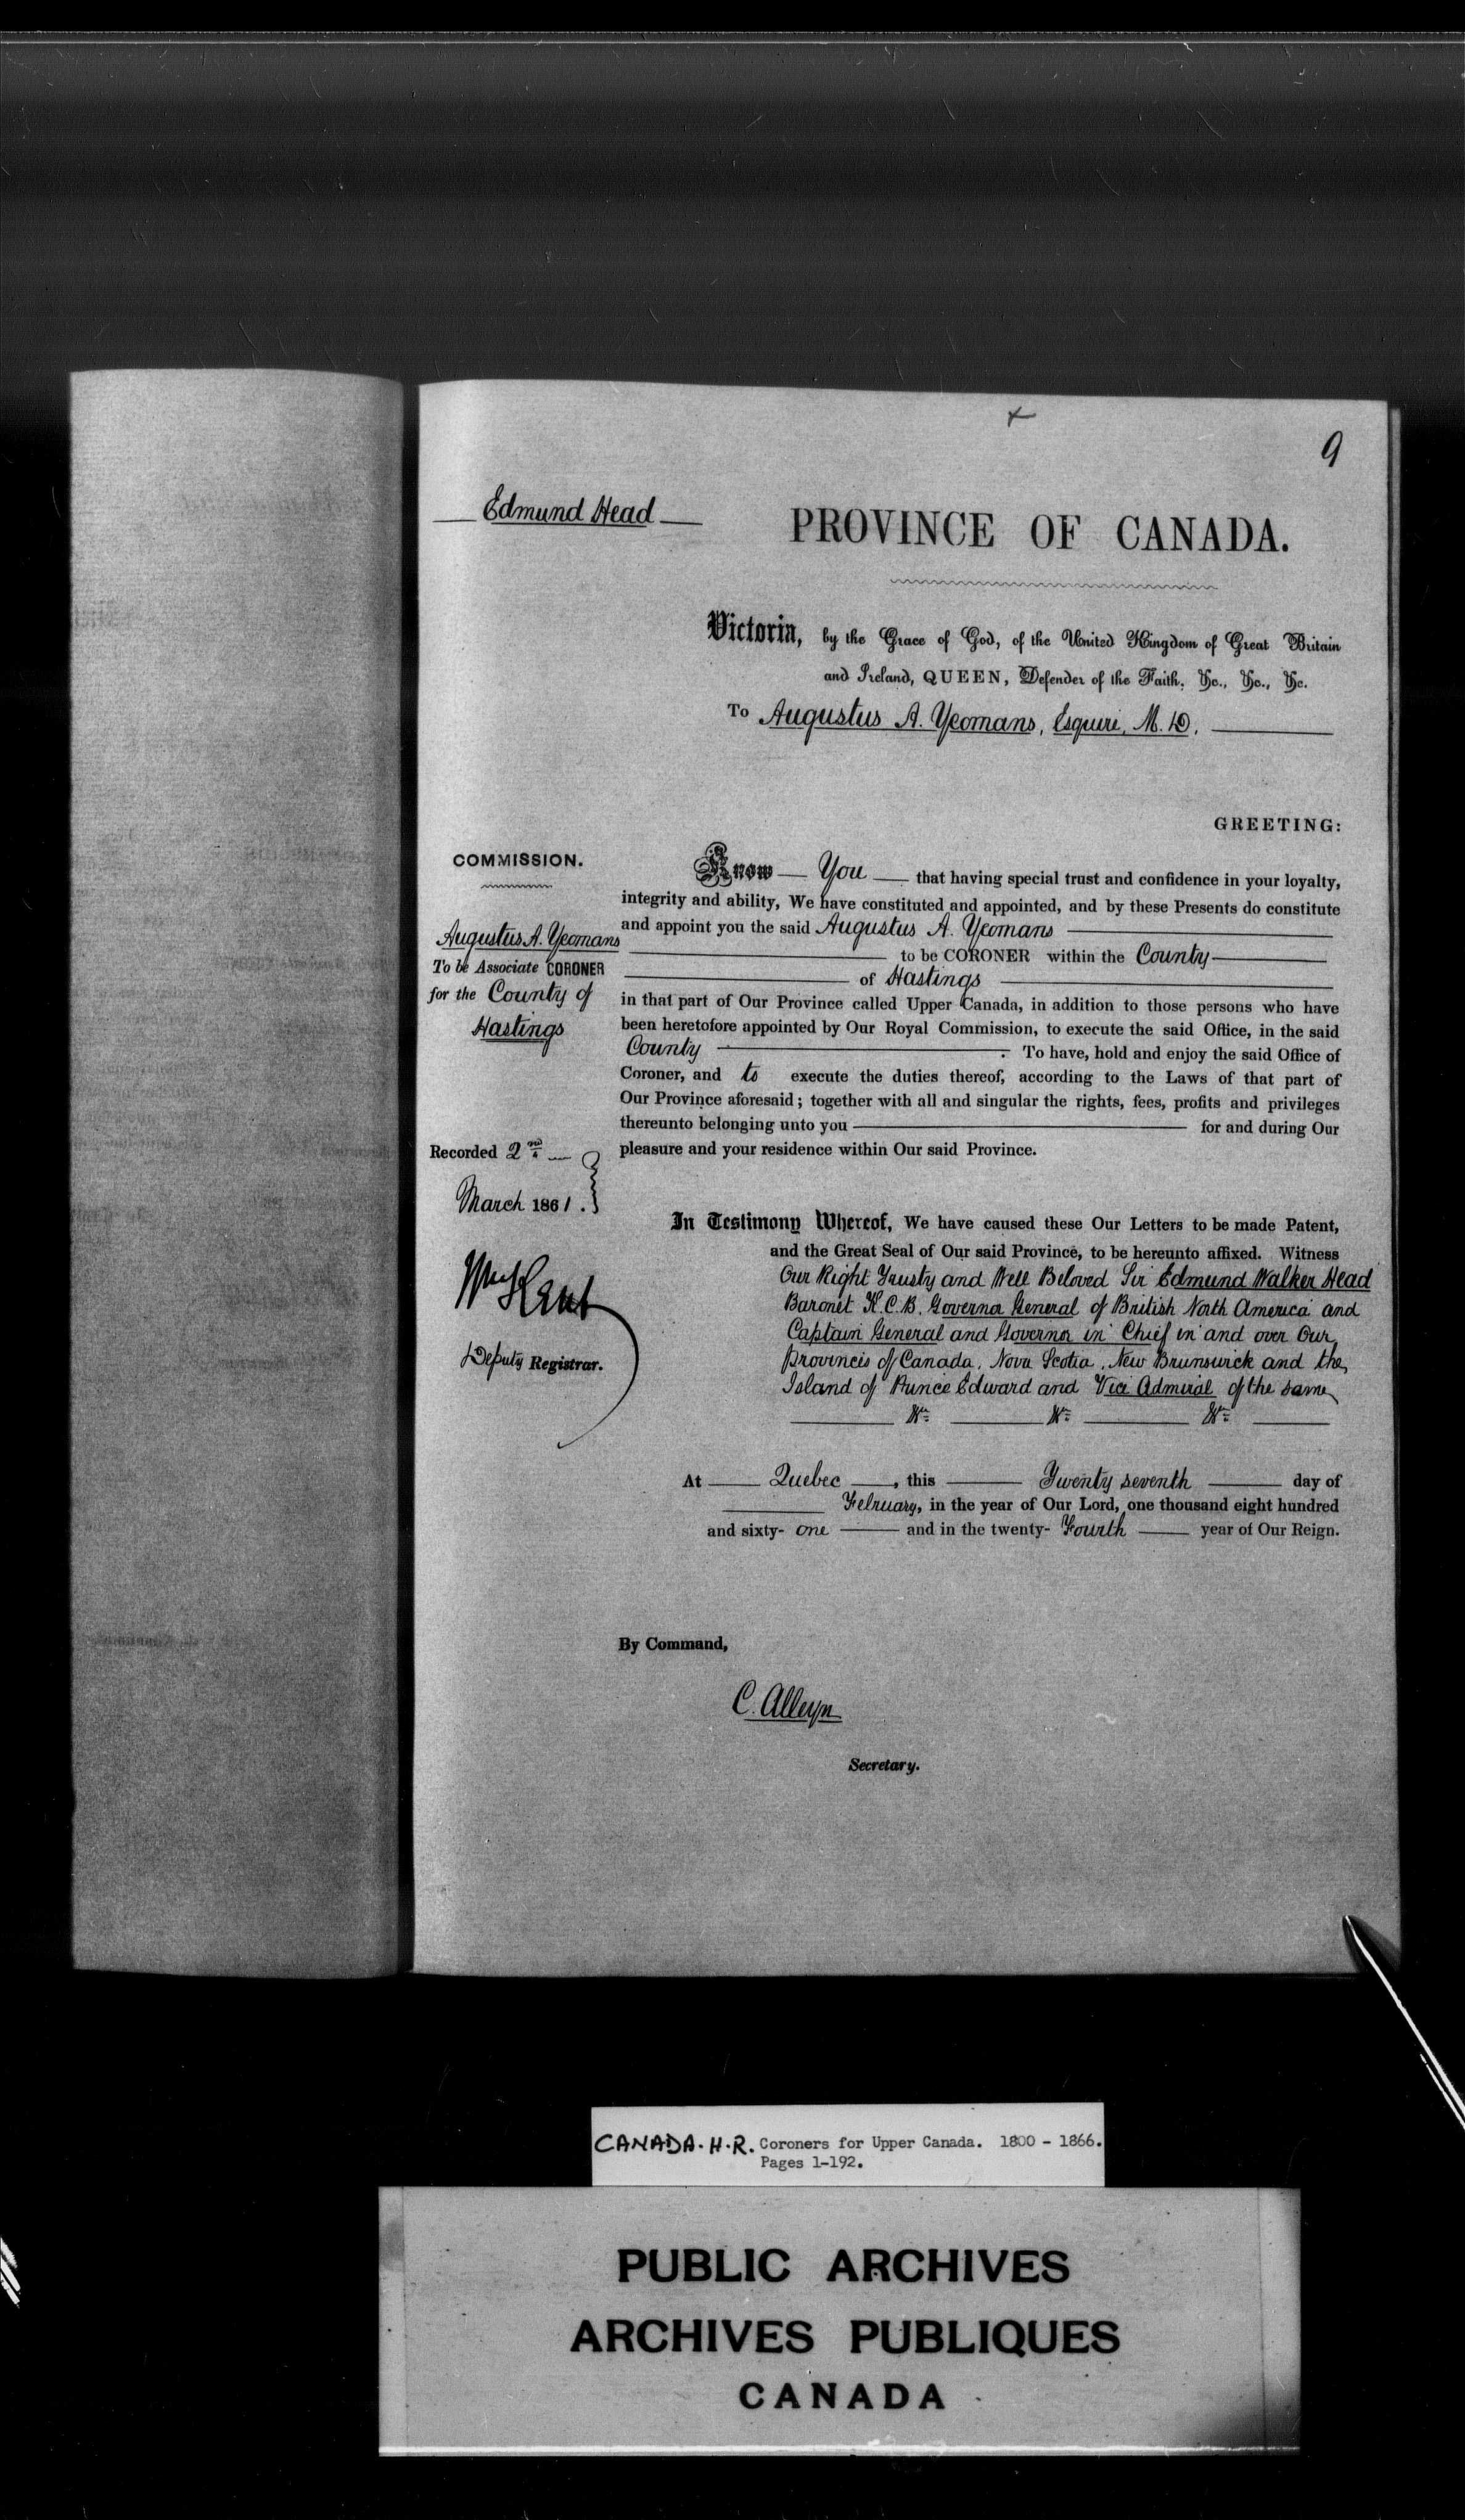 9
Edmund Head
PROVINCE OF CANADA.
Victoria, by the Grace of God, of the United Kingdom of Great Britain
and Ireland, QUEEN, Defender of the Faith, &c., &c., &c.
To Augustus A. Yeomans, Esquire, M.D.
GREETING:
COMMISSION.
Augustus A. Yeomans
To be Associate CORONER
for the County of
Hastings
Recorded 2nd
March 1861.
Wm Kent
Deputy Registrar.
Know You that having special trust and confidence in your loyalty,
integrity and ability, We have constituted and appointed, and by these Presents do constitute
and appoint you the said Augustus A. Yeomans
to be CORONER within the County
of Hastings
in that part of Our Province called Upper Canada, in addition to those persons who have
been heretofore appointed by Our Royal Commission, to execute the said Office, in the said
County. To have, hold and enjoy the said Office of
Coroner, and to execute the duties thereof, according to the Laws of that part of
Our Province aforesaid; together with all and singular the rights, fees, profits and privileges
thereunto belonging unto you for and during Our
pleasure and your residence within Our said Province.
In Testimony Whereof, We have caused these Our Letters to be made Patent,
and the Great Seal of Our said Province, to be hereunto affixed. Witness
Our Right Trusty and Well Beloved Sir Edmund Walker Head
Baronet K.C.B. Governor General of British North America and
Captain General and Governor in Chief in and over Our
Provinces of Canada, Nova Scotia, New Brunswick and the
Island of Prince Edward and Vice Admiral of the same
&c &c &c
At Quebec, this Twenty seventh day of
February, in the year of Our Lord, one thousand eight hundred
and sixty-one and in the twenty-Fourth year of Our Reign.
By Command,
C. Alleyn
Secretary.
CANADA. H.R. Coroners for Upper Canada. 1800 - 1866.
Pages 1-192.
PUBLIC ARCHIVES
ARCHIVES PUBLIQUES
CANADA